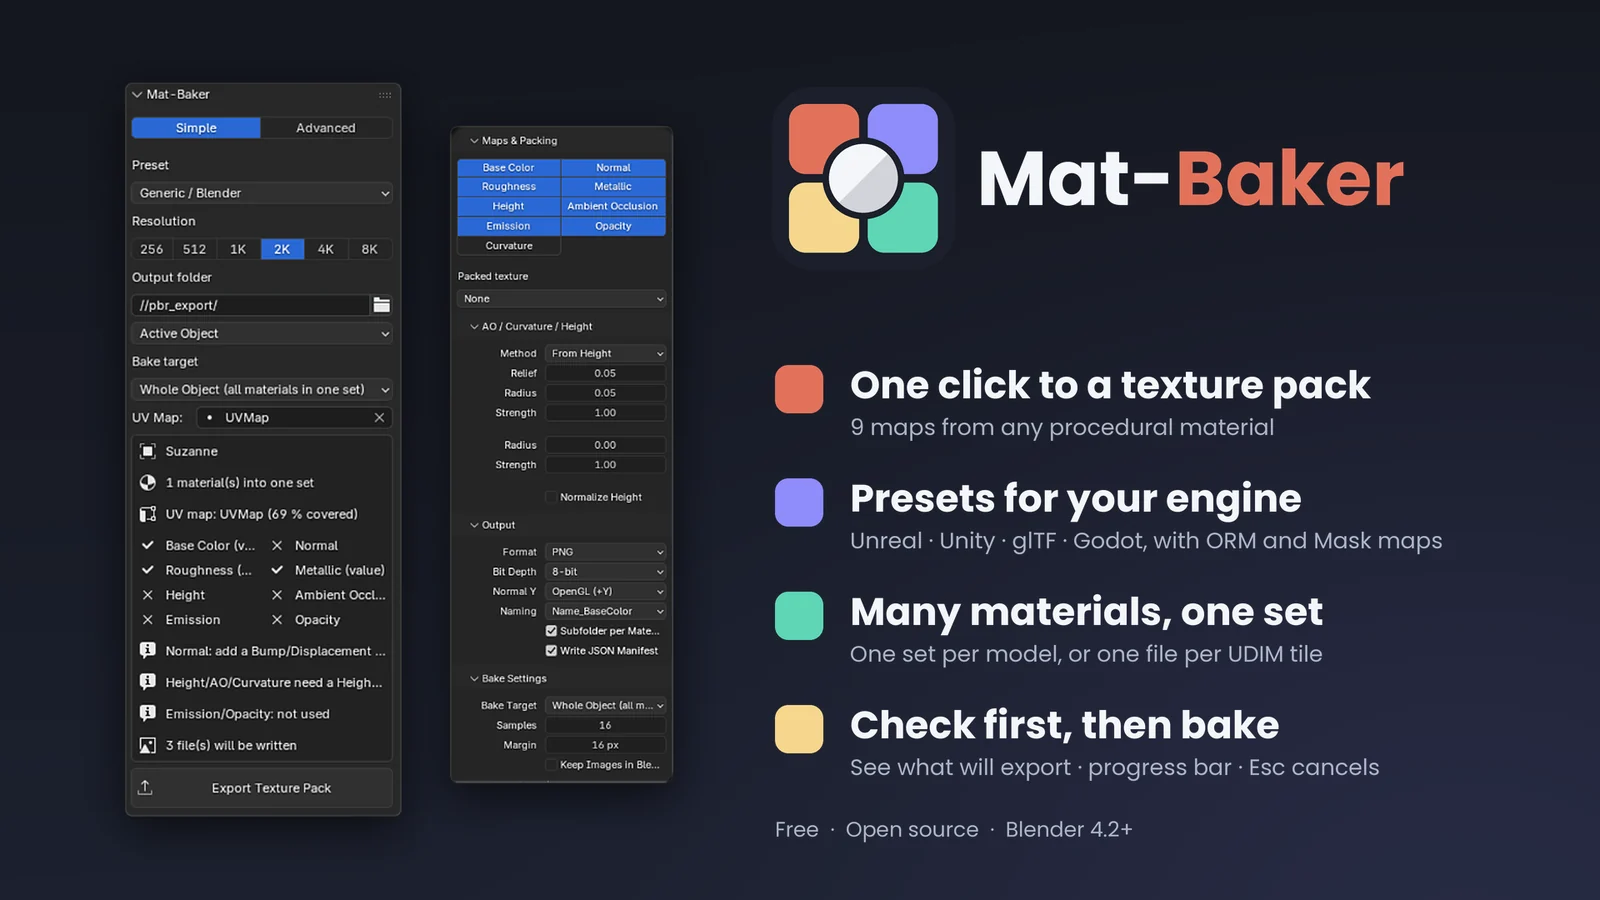 Mat-Baker
Simple
Advanced
Preset
Generic / Blender
Resolution
256 512 1K 2K 4K 8K
Output folder
//pbr_export/
Active Object
Bake target
Whole Object (all materials in one set)
UV Map: UVMap
Suzanne
1 material(s) into one set
UV map: UVMap (69 % covered)
Base Color (v... Normal
Roughness (... Metallic (value)
Height Ambient Occl...
Emission Opacity
Normal: add a Bump/Displacement ...
Height/AO/Curvature need a Heigh...
Emission/Opacity: not used
3 file(s) will be written
Export Texture Pack
Maps & Packing
Base Color Normal
Roughness Metallic
Height Ambient Occlusion
Emission Opacity
Curvature
Packed texture
None
AO / Curvature / Height
Method From Height
Relief 0.05
Radius 0.05
Strength 1.00
Radius 0.00
Strength 1.00
Normalize Height
Output
Format PNG
Bit Depth 8-bit
Normal Y OpenGL (+Y)
Naming Name_BaseColor
Subfolder per Mate...
Write JSON Manifest
Bake Settings
Bake Target Whole Object (all m...
Samples 16
Margin 16 px
Keep Images in Ble...
Mat-Baker
One click to a texture pack
9 maps from any procedural material
Presets for your engine
Unreal · Unity · glTF · Godot, with ORM and Mask maps
Many materials, one set
One set per model, or one file per UDIM tile
Check first, then bake
See what will export · progress bar · Esc cancels
Free · Open source · Blender 4.2+